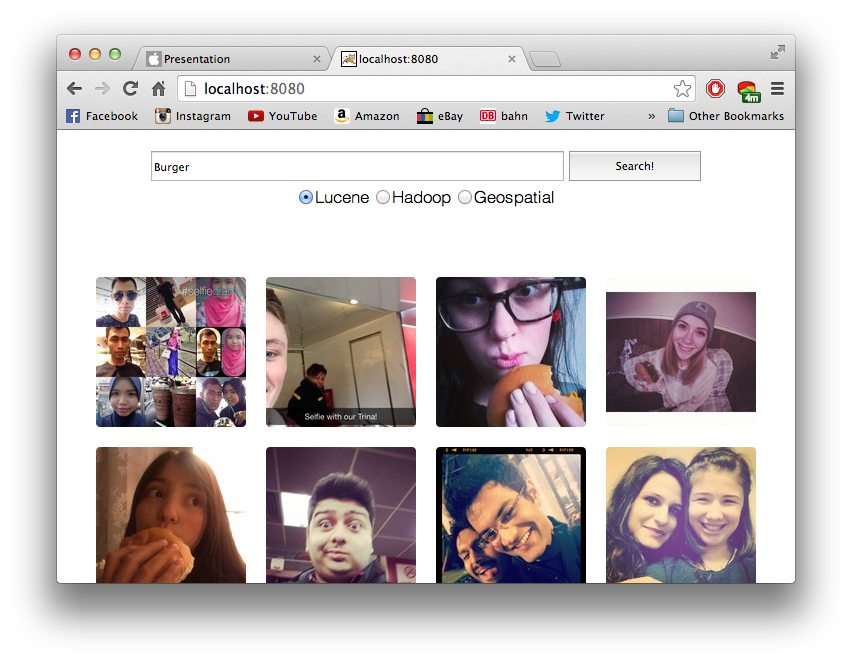 Presentation
localhost:8080
localhost:8080
4m
Facebook Instagram YouTube Amazon eBay DB bahn Twitter » Other Bookmarks
Burger
Search!
Lucene Hadoop Geospatial
Selfie with our Trina!